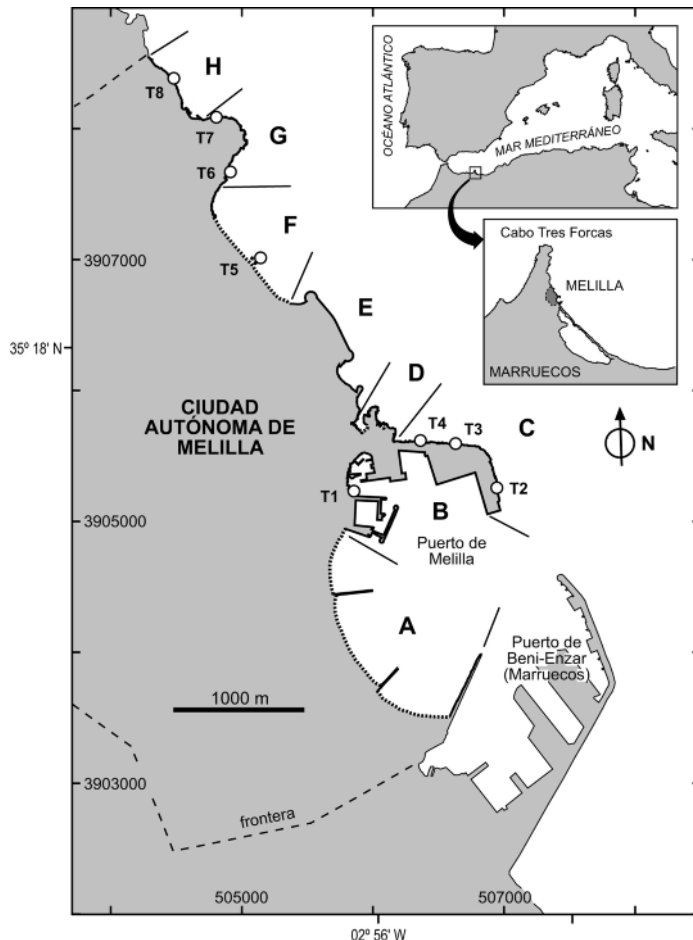 H
T8
T7
G
T6
F
T5
E
D
T4
T3
C
T2
T1
B
Puerto de
Melilla
A
Puerto de
Beni-Enzar
(Marruecos)
CIUDAD
AUTÓNOMA DE
MELILLA
1000 m
frontera
N
OCÉANO ATLÁNTICO
MAR MEDITERRÁNEO
Cabo Tres Forcas
MELILLA
MARRUECOS
3907000
35º 18' N
3905000
3903000
505000
507000
02º 56' W